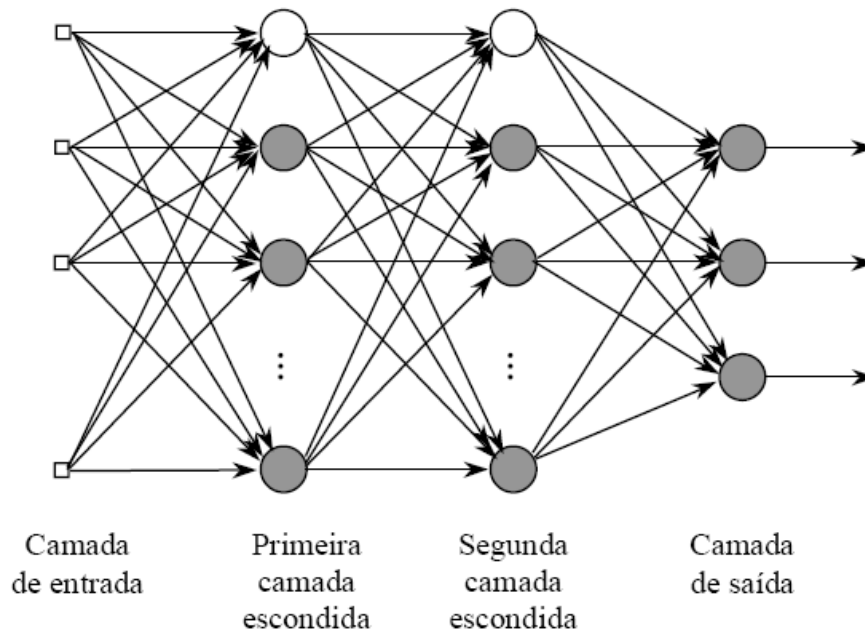 Camada
de entrada
Primeira
camada
escondida
Segunda
camada
escondida
Camada
de saída